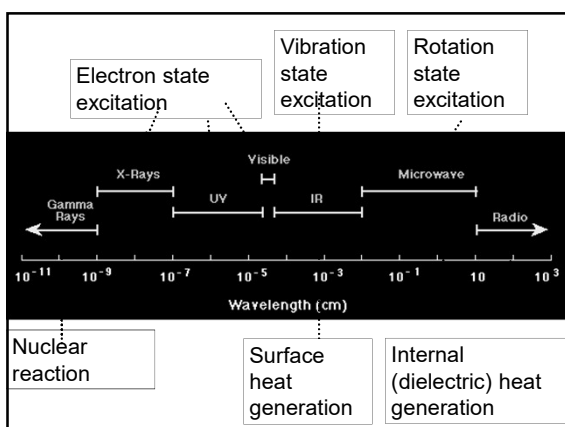 Electron state
excitation
Vibration
state
excitation
Rotation
state
excitation
Visible
X-Rays
Microwave
Gamma
Rays
UV
IR
Radio
10⁻¹¹ 10⁻⁹ 10⁻⁷ 10⁻⁵ 10⁻³ 10⁻¹ 10 10³
Wavelength (cm)
Nuclear
reaction
Surface
heat
generation
Internal
(dielectric) heat
generation